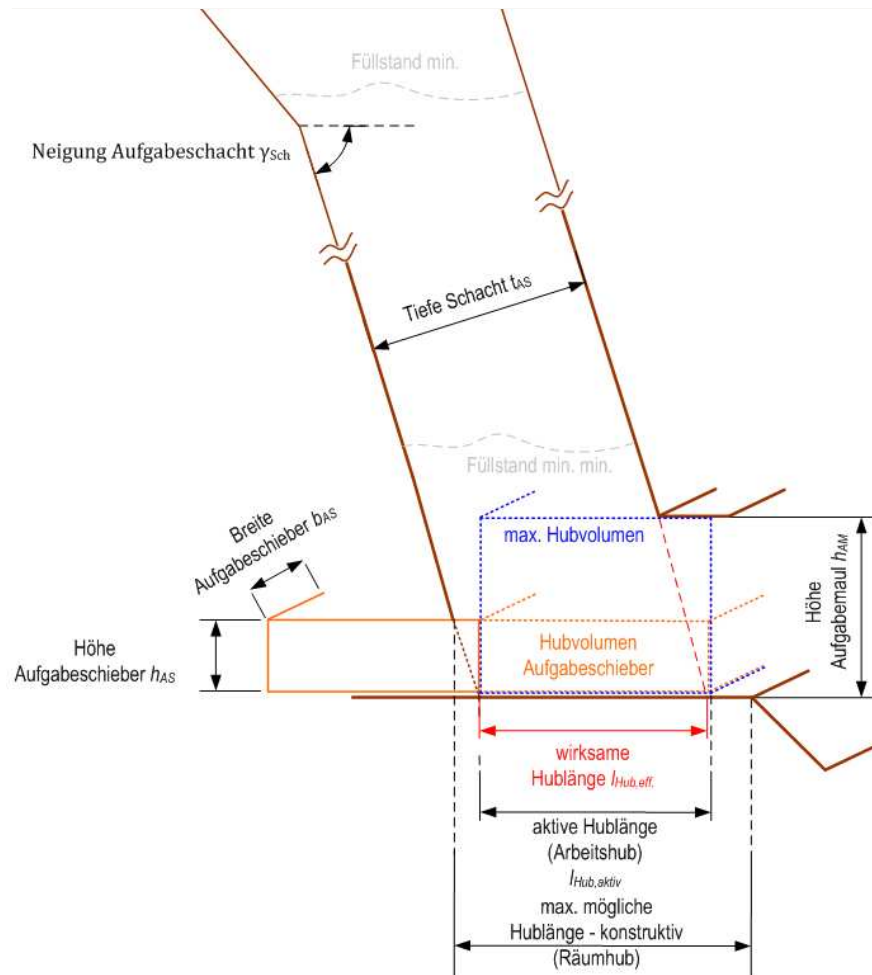 Füllstand min.
Neigung Aufgabeschacht γSch
Tiefe Schacht tAS
Füllstand min. min.
Breite
Aufgabeschieber bAS
max. Hubvolumen
Höhe
Aufgabemaul hAM
Höhe
Aufgabeschieber hAS
Hubvolumen
Aufgabeschieber
wirksame
Hublänge lHub,eff.
aktive Hublänge
(Arbeitshub)
lHub,aktiv
max. mögliche
Hublänge - konstruktiv
(Räumhub)